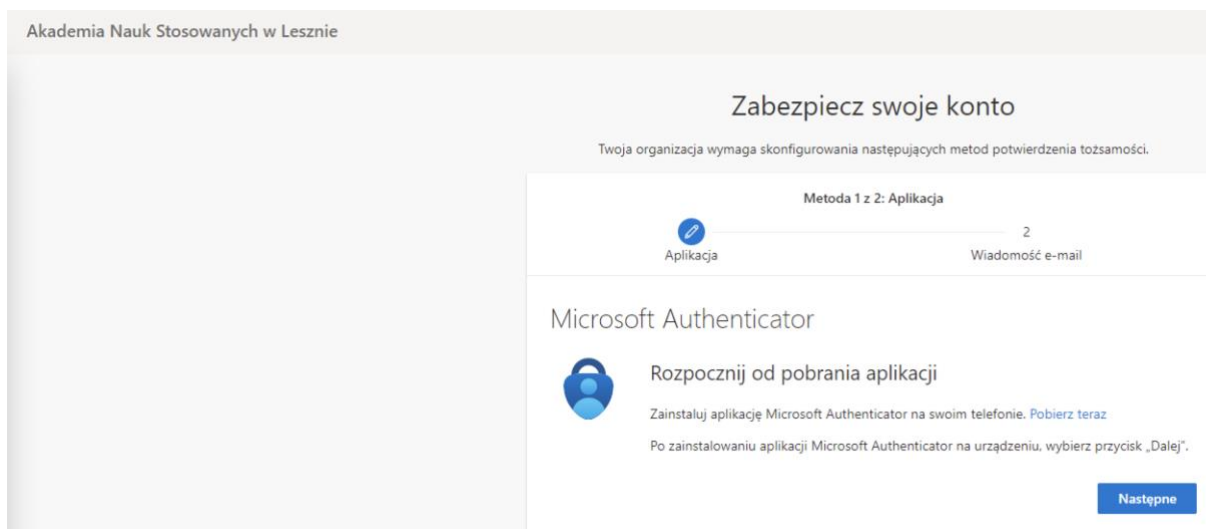 Akademia Nauk Stosowanych w Lesznie
Zabezpiecz swoje konto
Twoja organizacja wymaga skonfigurowania następujących metod potwierdzenia tożsamości.
Metoda 1 z 2: Aplikacja
2
Aplikacja
Wiadomość e-mail
Microsoft Authenticator
Rozpocznij od pobrania aplikacji
Zainstaluj aplikację Microsoft Authenticator na swoim telefonie. Pobierz teraz
Po zainstalowaniu aplikacji Microsoft Authenticator na urządzeniu, wybierz przycisk „Dalej”.
Następne